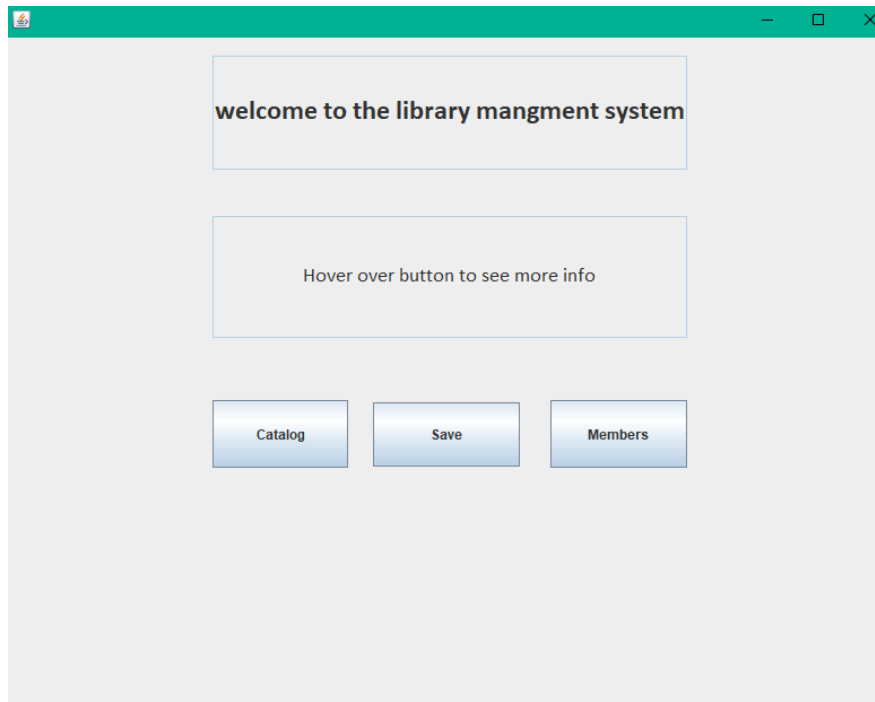 welcome to the library mangment system
Hover over button to see more info
Catalog
Save
Members